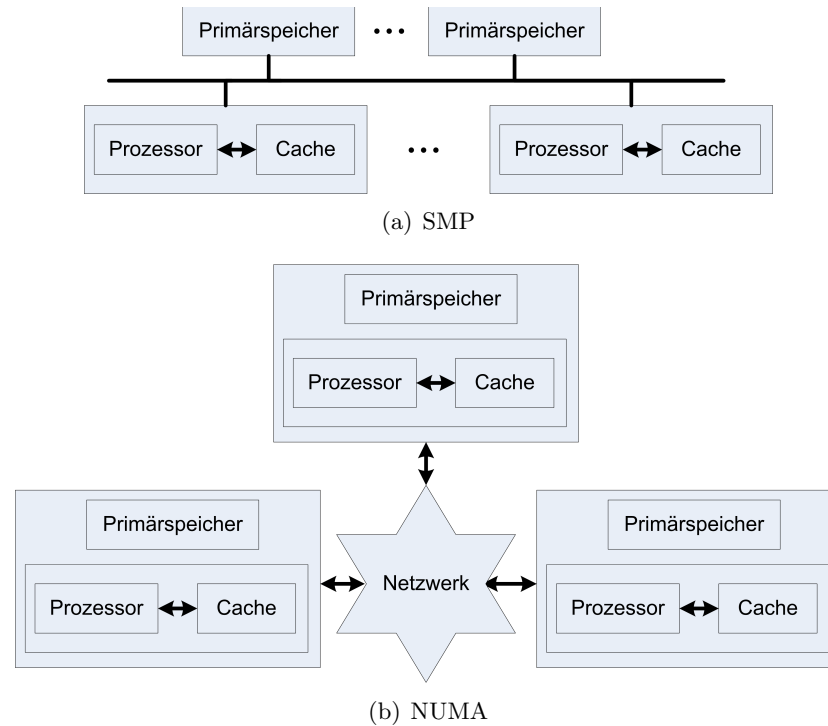 Primärspeicher ••• Primärspeicher
Prozessor Cache ••• Prozessor Cache
(a) SMP
Primärspeicher
Prozessor Cache
Primärspeicher
Prozessor Cache
Netzwerk
Primärspeicher
Prozessor Cache
(b) NUMA